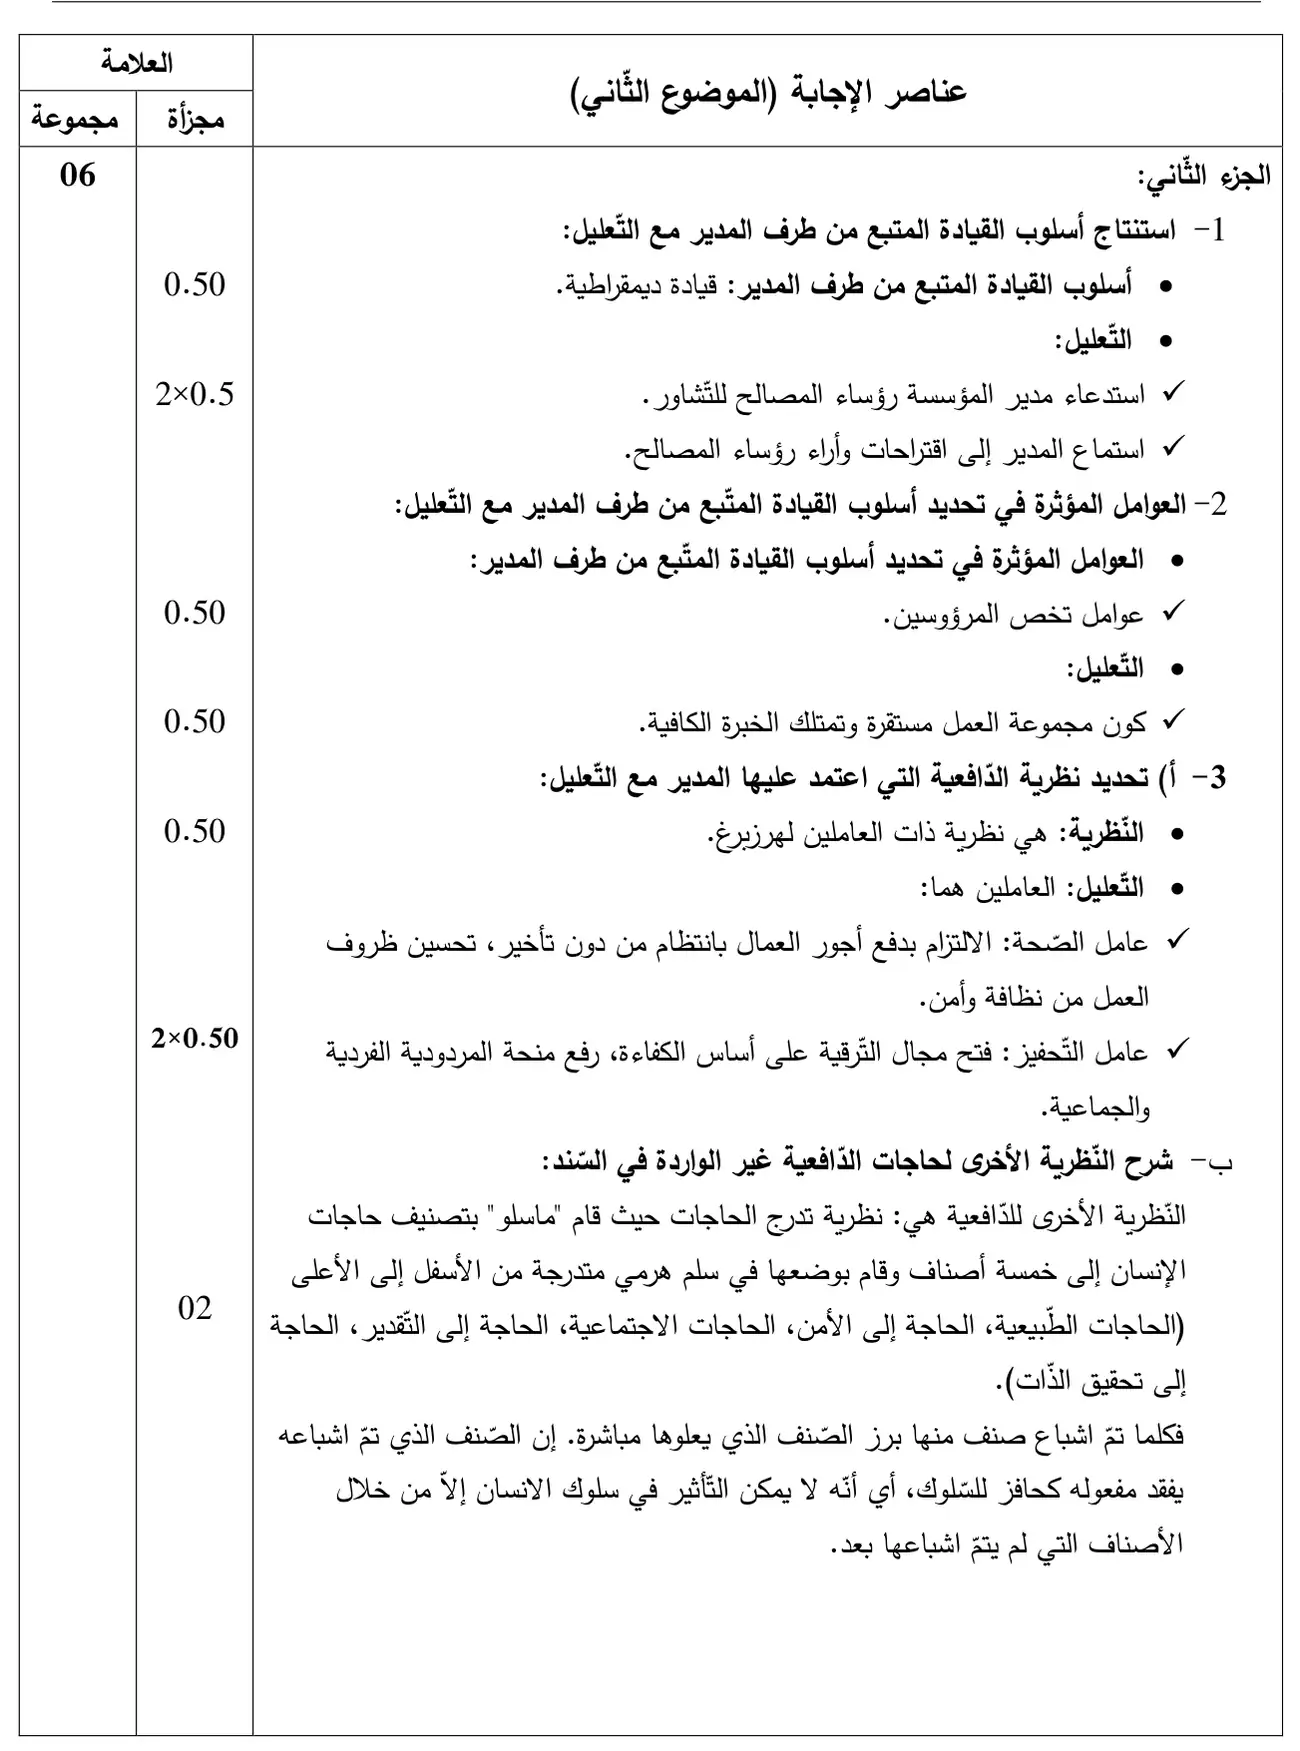 العلامة
عناصر الإجابة (الموضوع الثّاني)
مجموعة
مجزأة
06
الجزء الثّاني:
1- استنتاج أسلوب القيادة المتبع من طرف المدير مع التّعليل:
0.50
• أسلوب القيادة المتبع من طرف المدير: قيادة ديمقراطية.
• التّعليل:
2×0.5
✓ استدعاء مدير المؤسسة رؤساء المصالح للتّشاور.
✓ استماع المدير إلى اقتراحات وأراء رؤساء المصالح.
2- العوامل المؤثرة في تحديد أسلوب القيادة المتّبع من طرف المدير مع التّعليل:
• العوامل المؤثرة في تحديد أسلوب القيادة المتّبع من طرف المدير:
0.50
✓ عوامل تخص المرؤوسين.
• التّعليل:
0.50
✓ كون مجموعة العمل مستقرة وتمتلك الخبرة الكافية.
3- أ) تحديد نظرية الدّافعية التي اعتمد عليها المدير مع التّعليل:
0.50
• النّظرية: هي نظرية ذات العاملين لهرزبرغ.
• التّعليل: العاملين هما:
✓ عامل الصّحة: الالتزام بدفع أجور العمال بانتظام من دون تأخير، تحسين ظروف
العمل من نظافة وأمن.
2×0.50
✓ عامل التّحفيز: فتح مجال التّرقية على أساس الكفاءة، رفع منحة المردودية الفردية
والجماعية.
ب- شرح النّظرية الأخرى لحاجات الدّافعية غير الواردة في السّند:
النّظرية الأخرى للدّافعية هي: نظرية تدرج الحاجات حيث قام "ماسلو" بتصنيف حاجات
الإنسان إلى خمسة أصناف وقام بوضعها في سلم هرمي متدرجة من الأسفل إلى الأعلى
02
(الحاجات الطّبيعية، الحاجة إلى الأمن، الحاجات الاجتماعية، الحاجة إلى التّقدير، الحاجة
إلى تحقيق الذّات).
فكلما تمّ اشباع صنف منها برز الصّنف الذي يعلوها مباشرة. إن الصّنف الذي تمّ اشباعه
يفقد مفعوله كحافز للسّلوك، أي أنّه لا يمكن التّأثير في سلوك الانسان إلاّ من خلال
الأصناف التي لم يتمّ اشباعها بعد.